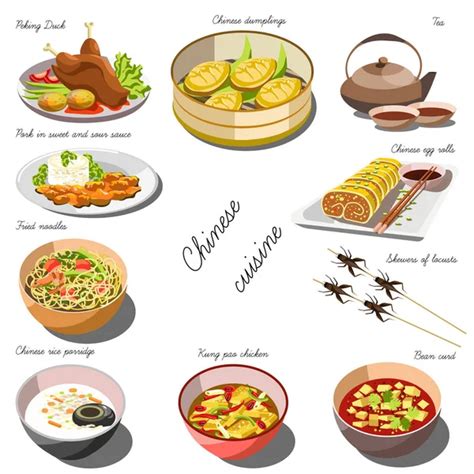 Peking Duck
Chinese dumplings
Tea
Pork in sweet and sour sauce
Chinese egg rolls
Fried noodles
Chinese
cuisine
Skewers of locusts
Chinese rice porridge
Kung pao chicken
Bean curd